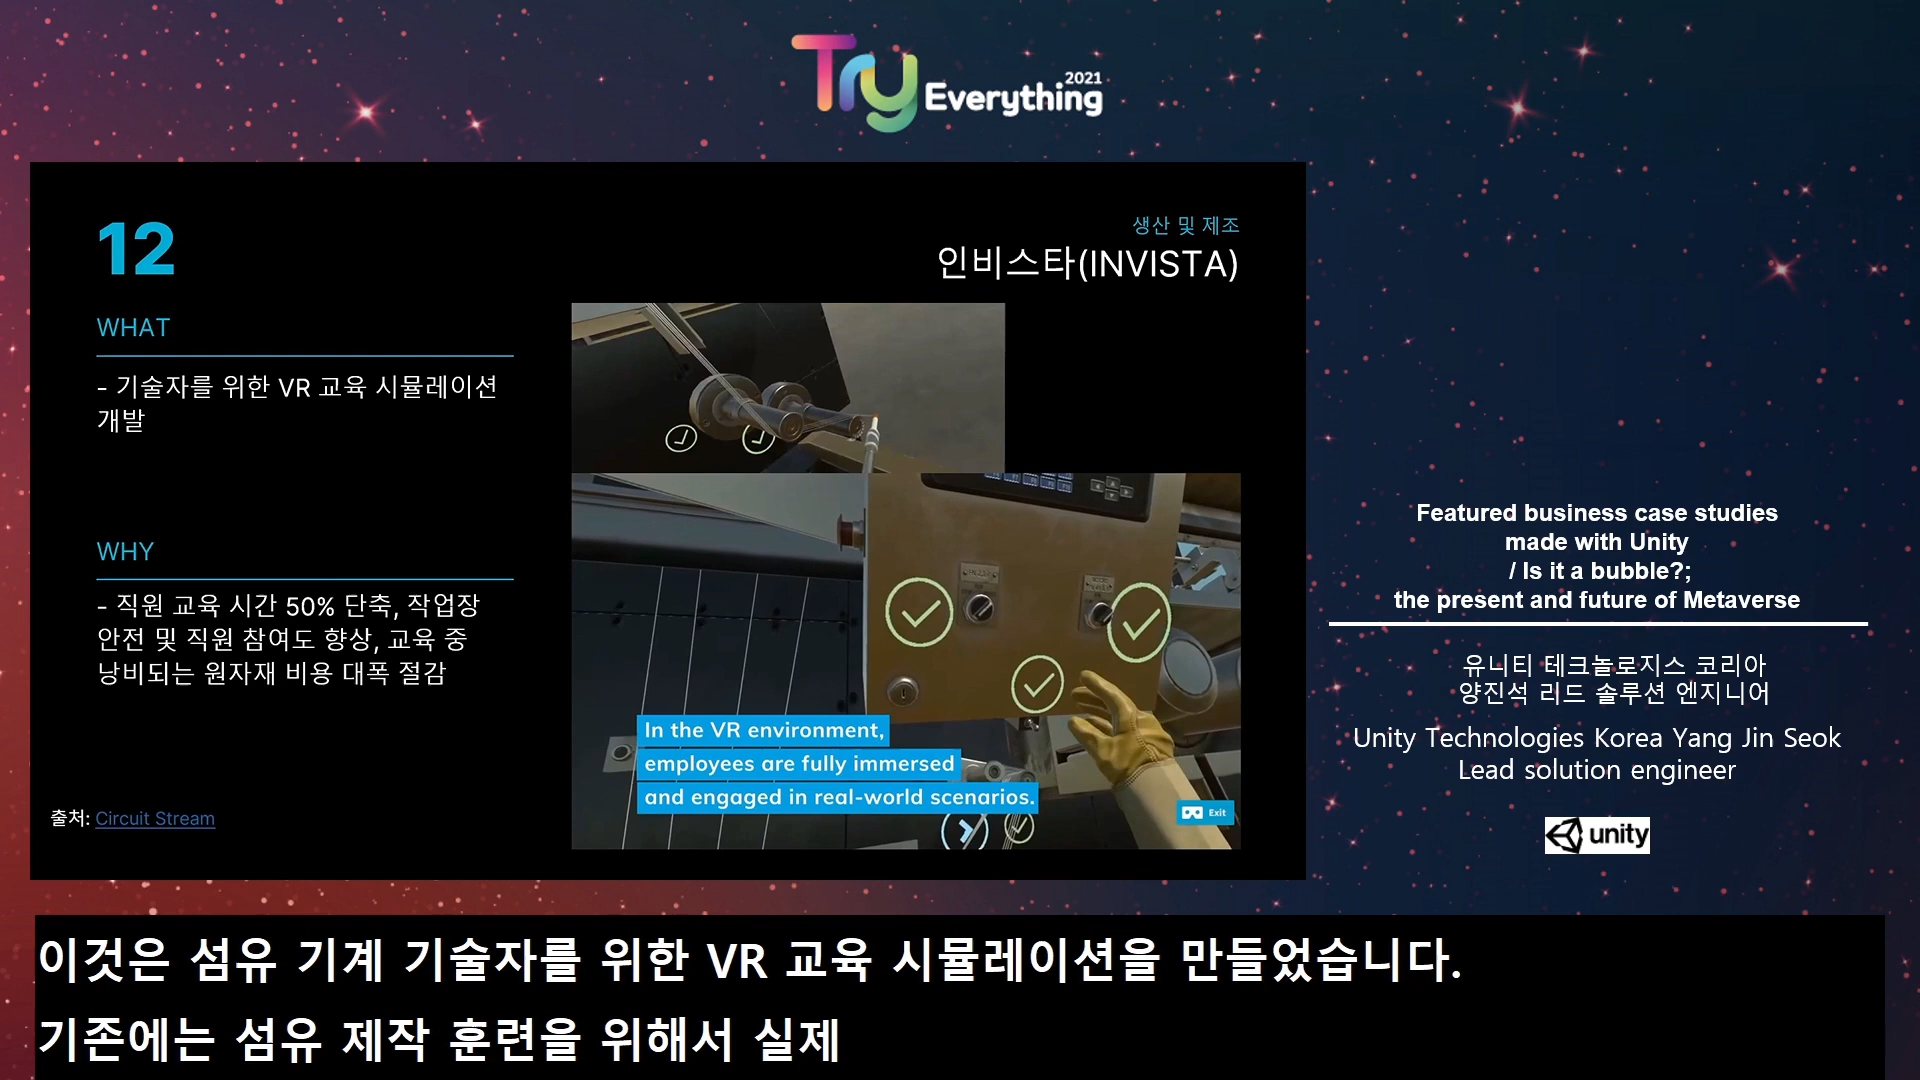 Try Everything 2021
12
생산 및 제조
인비스타(INVISTA)
WHAT
- 기술자를 위한 VR 교육 시뮬레이션
개발
WHY
- 직원 교육 시간 50% 단축, 작업장
안전 및 직원 참여도 향상, 교육 중
낭비되는 원자재 비용 대폭 절감
출처: Circuit Stream
In the VR environment,
employees are fully immersed
and engaged in real-world scenarios.
Exit
Featured business case studies
made with Unity
/ Is it a bubble?;
the present and future of Metaverse
유니티 테크놀로지스 코리아
양진석 리드 솔루션 엔지니어
Unity Technologies Korea Yang Jin Seok
Lead solution engineer
unity
이것은 섬유 기계 기술자를 위한 VR 교육 시뮬레이션을 만들었습니다.
기존에는 섬유 제작 훈련을 위해서 실제